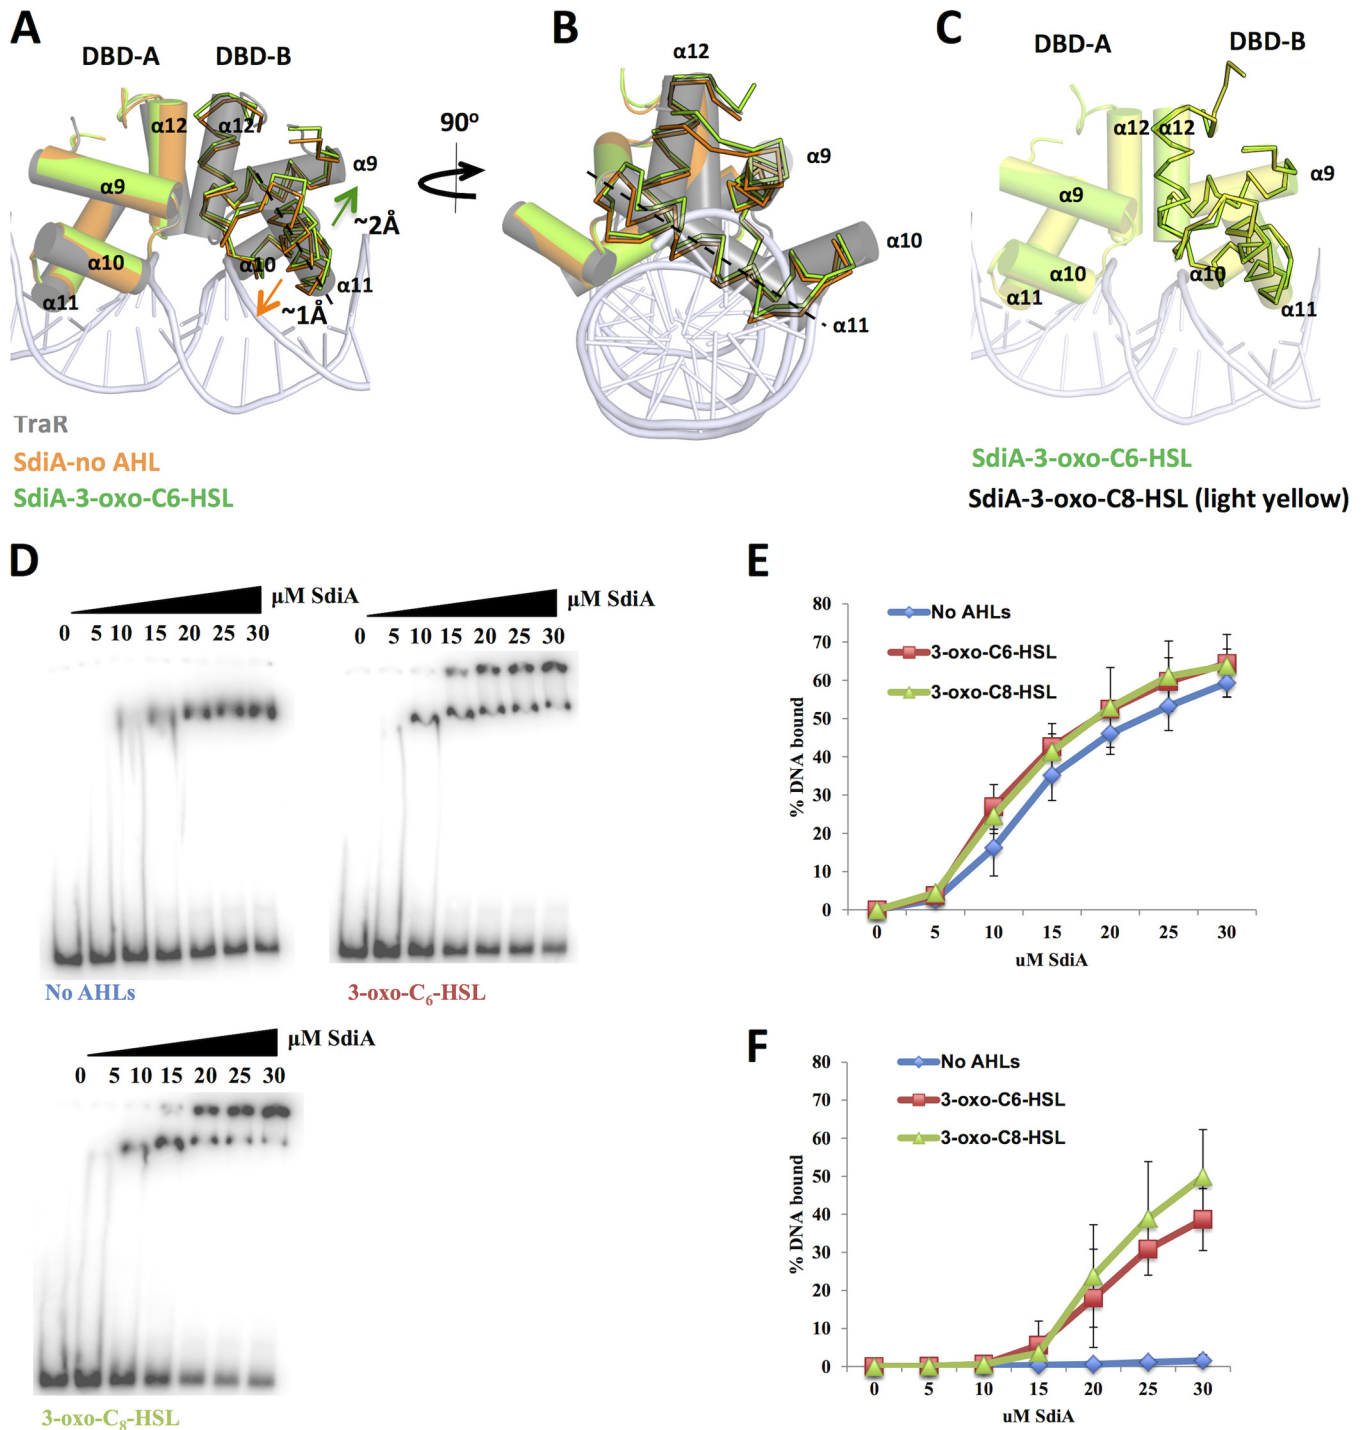 A
DBD-A
DBD-B
α12
α12
α9
α9
~2Å
α10
α10
α11
α11
~1Å
TraR
SdiA-no AHL
SdiA-3-oxo-C6-HSL
90º
B
α12
α9
α10
α11
C
DBD-A
DBD-B
α12
α12
α9
α9
α10
α10
α11
α11
SdiA-3-oxo-C6-HSL
SdiA-3-oxo-C8-HSL (light yellow)
D
μM SdiA
0 5 10 15 20 25 30
No AHLs
μM SdiA
0 5 10 15 20 25 30
3-oxo-C₆-HSL
μM SdiA
0 5 10 15 20 25 30
3-oxo-C₈-HSL
E
80
70
60
50
40
30
20
10
0
% DNA bound
No AHLs
3-oxo-C6-HSL
3-oxo-C8-HSL
0 5 10 15 20 25 30
uM SdiA
F
80
70
60
50
40
30
20
10
0
% DNA bound
No AHLs
3-oxo-C6-HSL
3-oxo-C8-HSL
0 5 10 15 20 25 30
uM SdiA